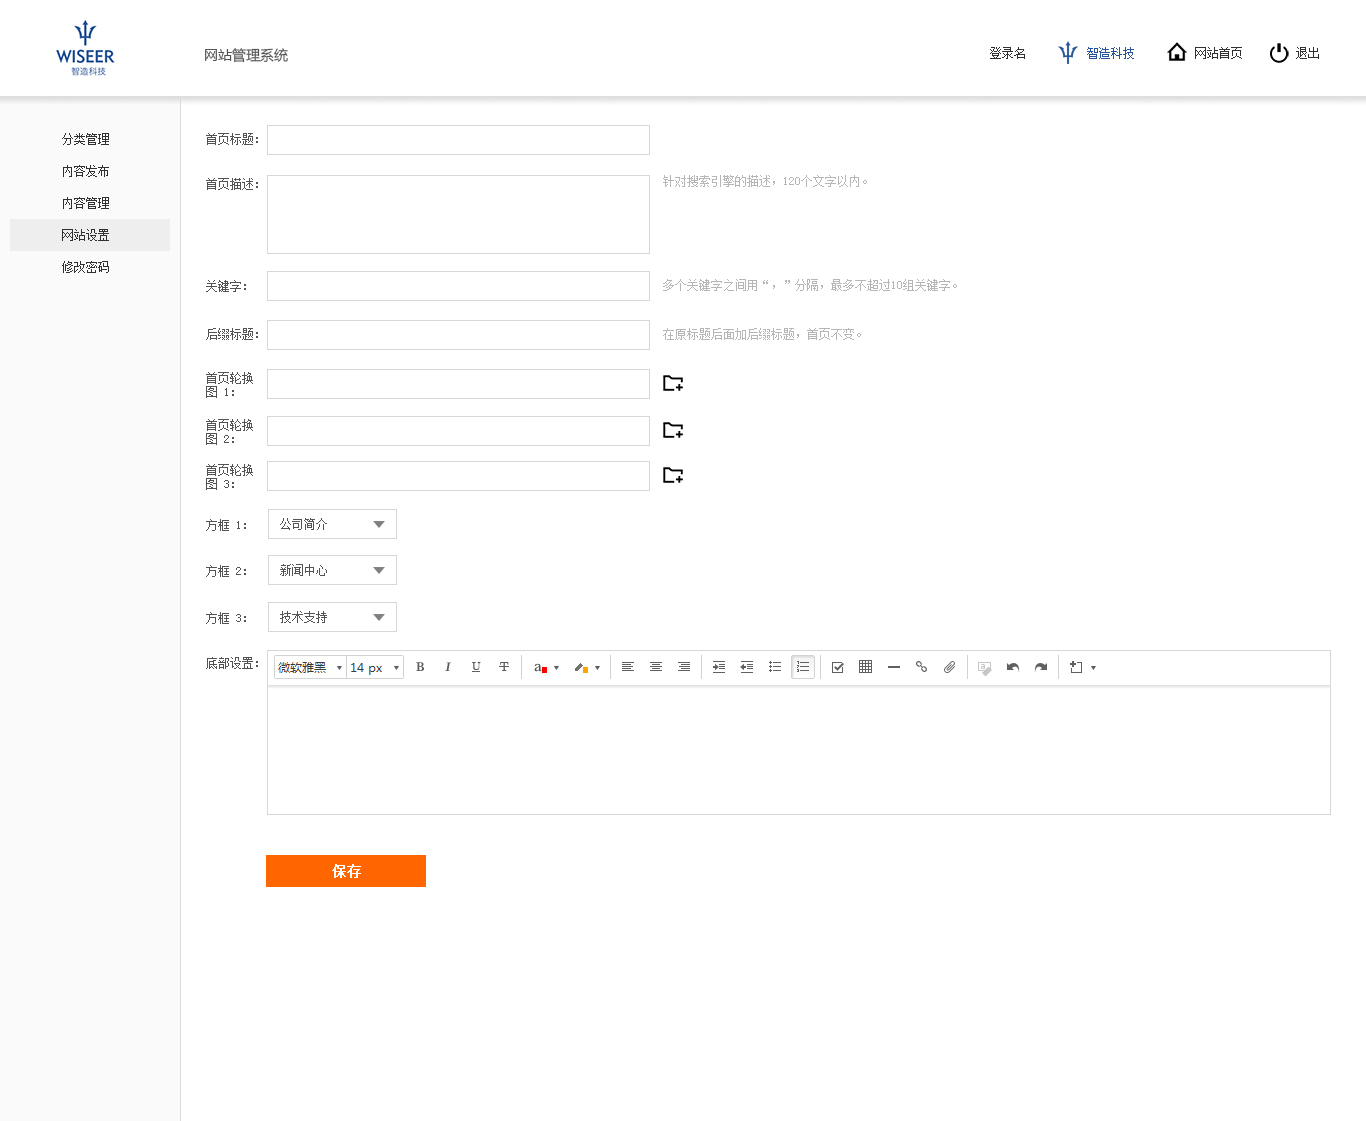 WISEER
智造科技
网站管理系统
登录名
智造科技
网站首页
退出
分类管理
内容发布
内容管理
网站设置
修改密码
首页标题：
首页描述：
针对搜索引擎的描述，120个文字以内。
关键字：
多个关键字之间用“，”分隔，最多不超过10组关键字。
后缀标题：
在原标题后面加后缀标题，首页不变。
首页轮换
图 1：
首页轮换
图 2：
首页轮换
图 3：
方框 1：
公司简介
方框 2：
新闻中心
方框 3：
技术支持
底部设置：
微软雅黑 14 px B I U T a
保存